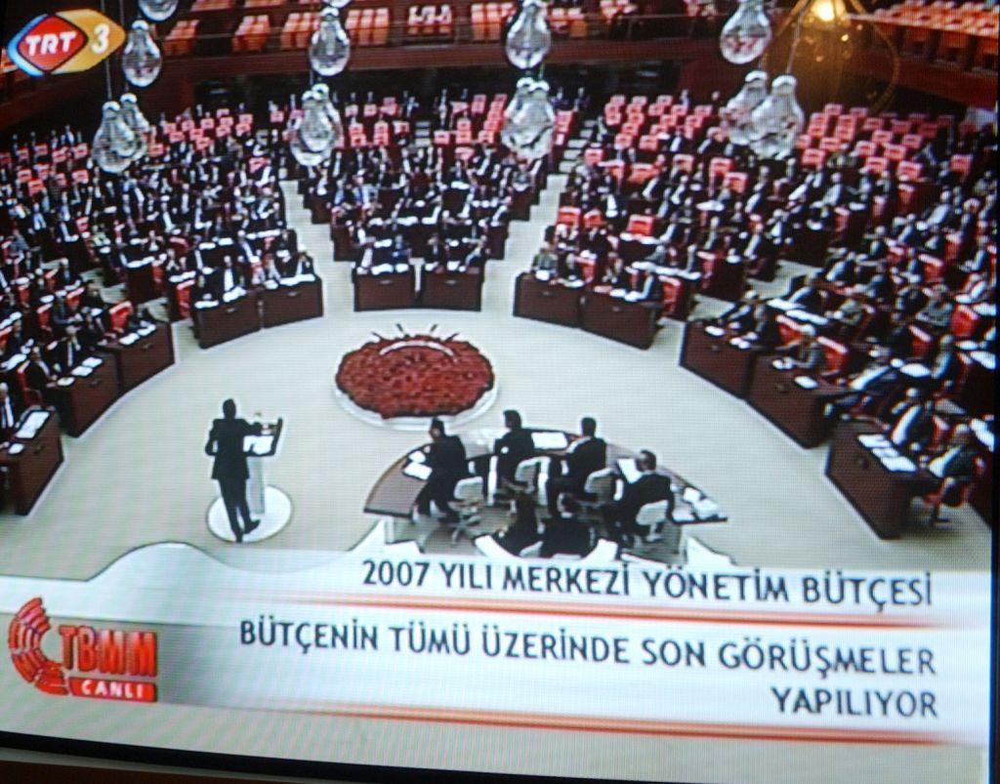 TRT 3
2007 YILI MERKEZİ YÖNETİM BÜTÇESİ
BÜTÇENİN TÜMÜ ÜZERİNDE SON GÖRÜŞMELER
YAPILIYOR
TBMM
CANLI